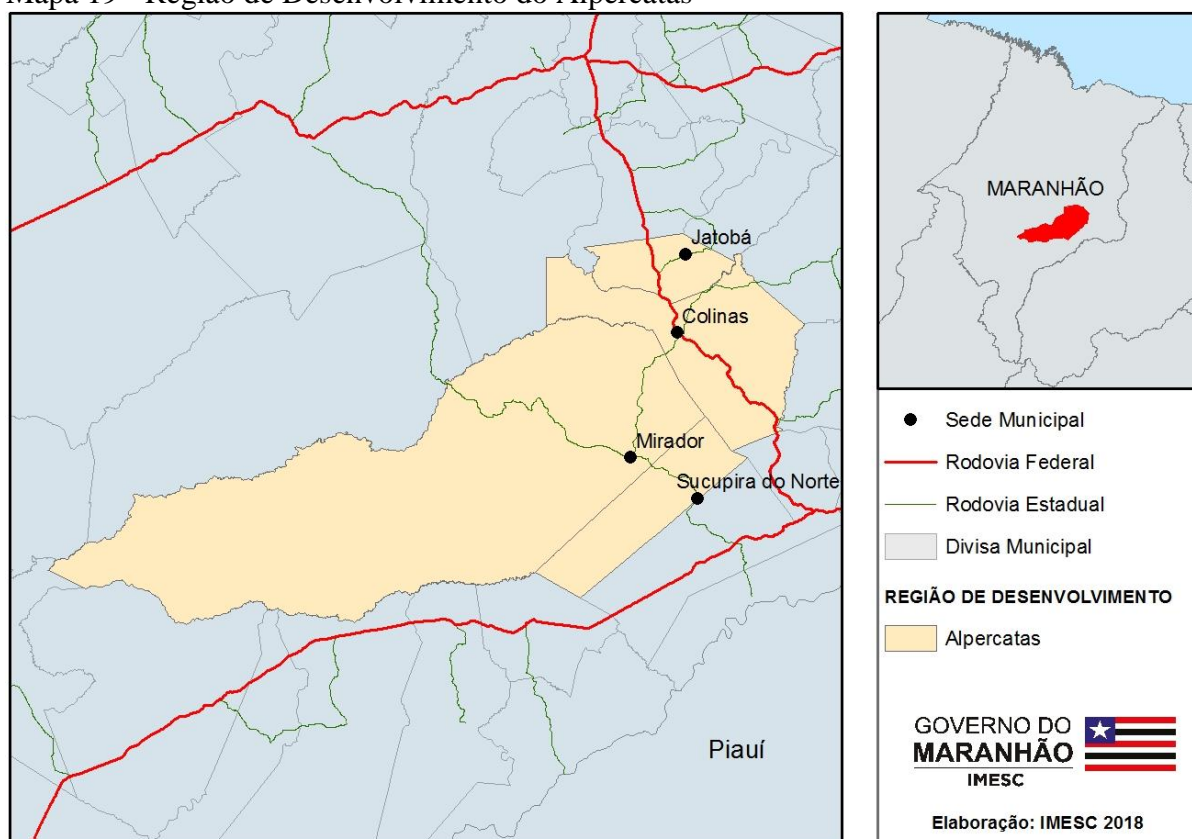 Mapa 19 - Região de Desenvolvimento do Alpercatas
Jatobá
Colinas
Mirador
Sucupira do Norte
Piauí
MARANHÃO
Sede Municipal
Rodovia Federal
Rodovia Estadual
Divisa Municipal
REGIÃO DE DESENVOLVIMENTO
Alpercatas
GOVERNO DO
MARANHÃO
IMESC
Elaboração: IMESC 2018